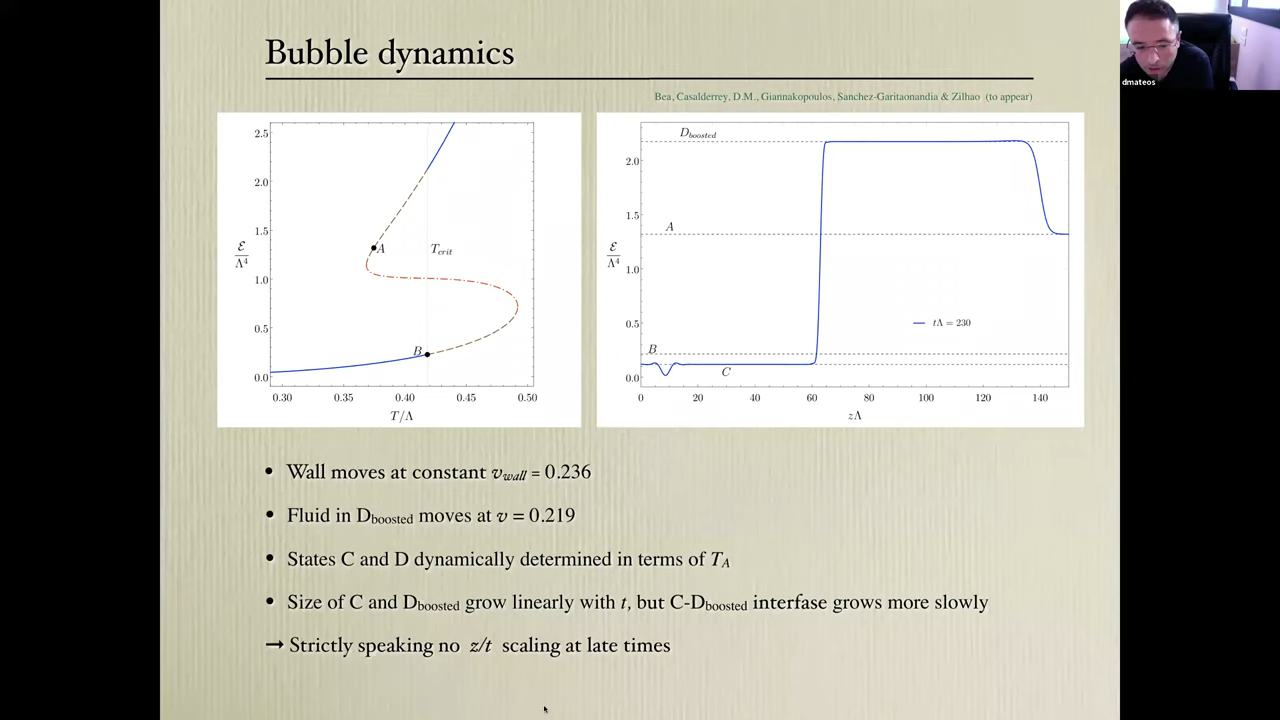 Bubble dynamics
dmateos
Bea, Casalderrey, D.M., Giannakopoulos, Sanchez-Garitaonandia & Zilhao (to appear)
2.5
2.0
1.5
1.0
0.5
0.0
ℰ/Λ⁴
A
T_crit
B
0.30 0.35 0.40 0.45 0.50
T/Λ
D_boosted
2.0
1.5
1.0
0.5
0.0
ℰ/Λ⁴
A
tΛ = 230
B
C
0 20 40 60 80 100 120 140
zΛ
• Wall moves at constant v_wall = 0.236
• Fluid in D_boosted moves at v = 0.219
• States C and D dynamically determined in terms of T_A
• Size of C and D_boosted grow linearly with t, but C-D_boosted interfase grows more slowly
→ Strictly speaking no z/t scaling at late times